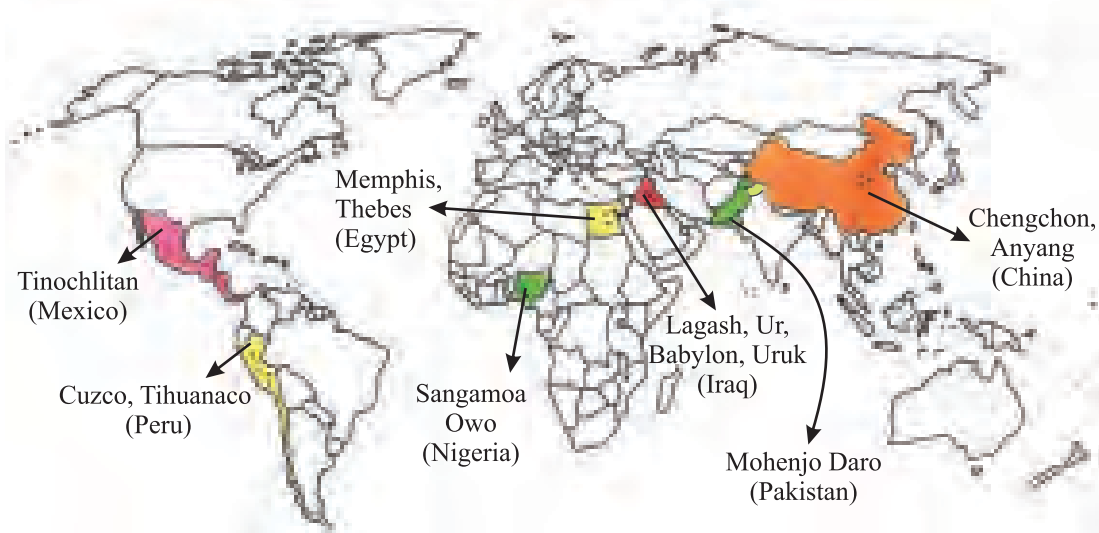 Memphis,
Thebes
(Egypt)
Chengchon,
Anyang
(China)
Tinochlitan
(Mexico)
Lagash, Ur,
Babylon, Uruk
(Iraq)
Cuzco, Tihuanaco
(Peru)
Sangamoa
Owo
(Nigeria)
Mohenjo Daro
(Pakistan)